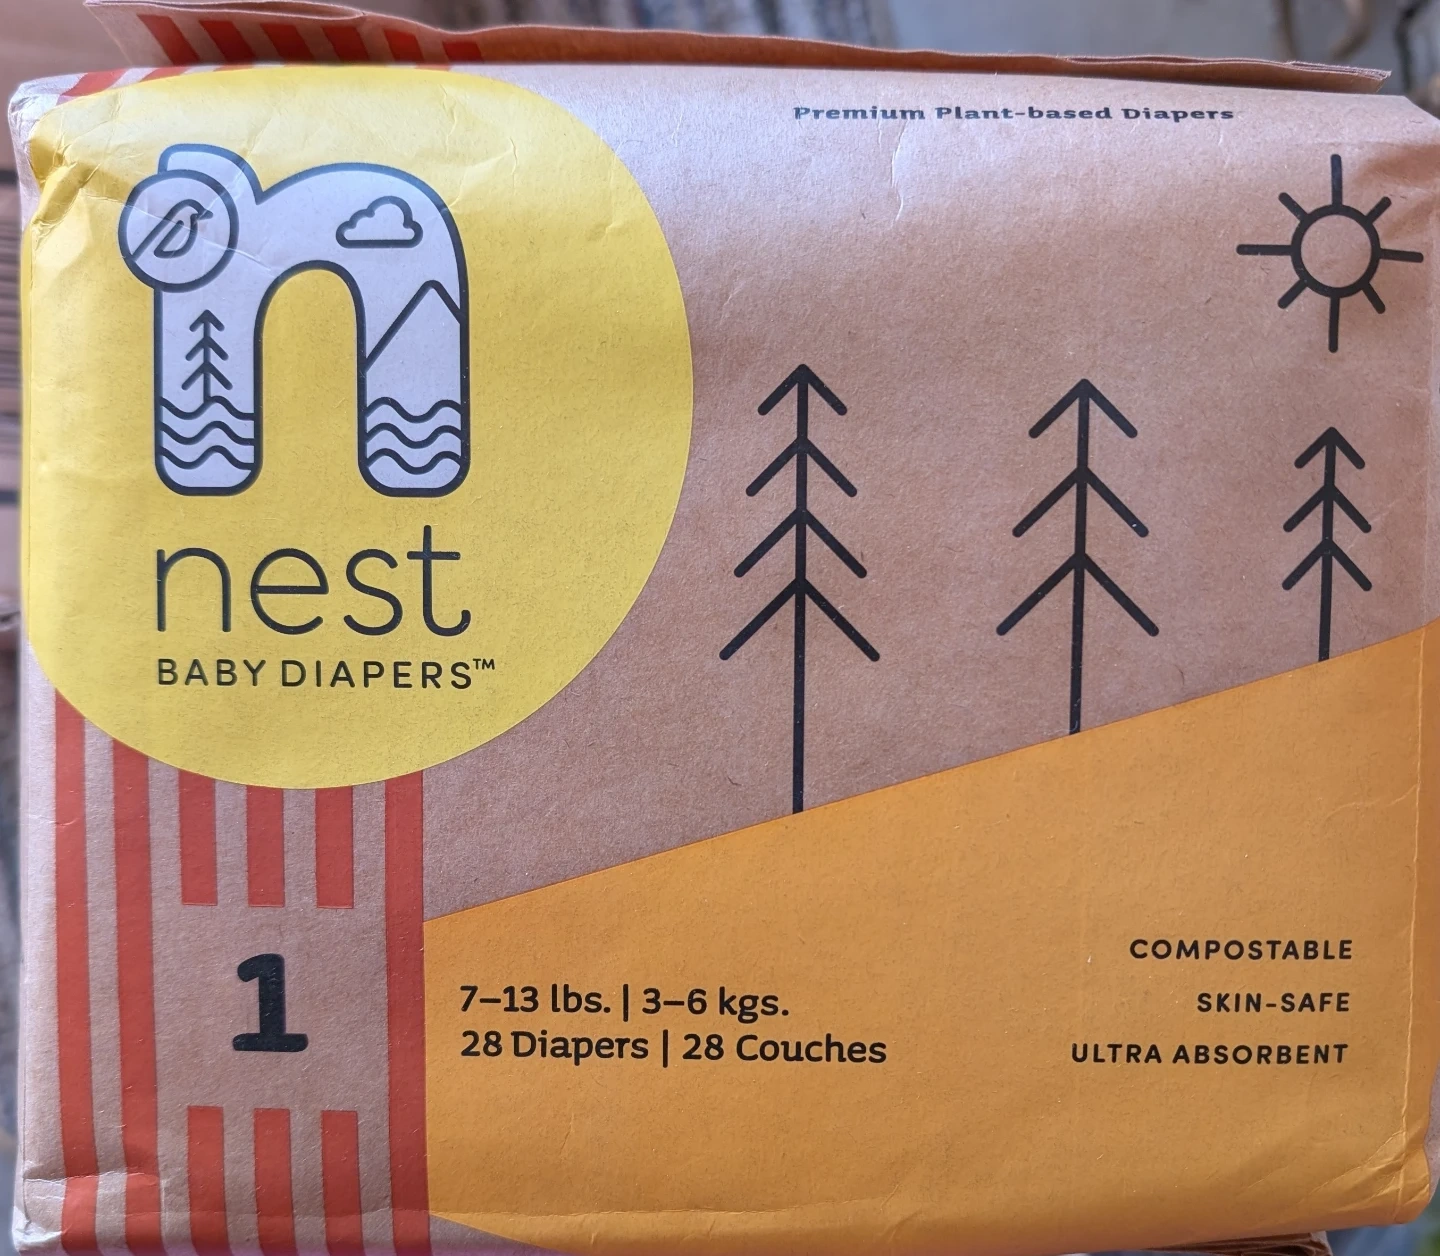 Premium Plant-based Diapers
n
nest
BABY DIAPERS™
1
7–13 lbs. | 3–6 kgs.
28 Diapers | 28 Couches
COMPOSTABLE
SKIN-SAFE
ULTRA ABSORBENT